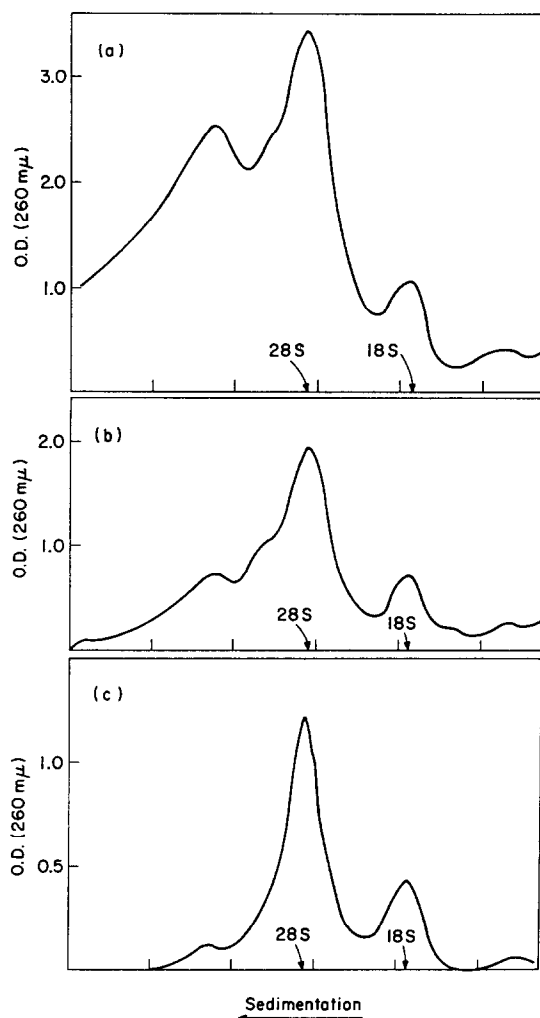 (a)
3.0
2.0
1.0
O.D. (260 mμ)
28S
18S
(b)
2.0
1.0
O.D. (260 mμ)
28S
18S
(c)
1.0
0.5
O.D. (260 mμ)
28S
18S
Sedimentation